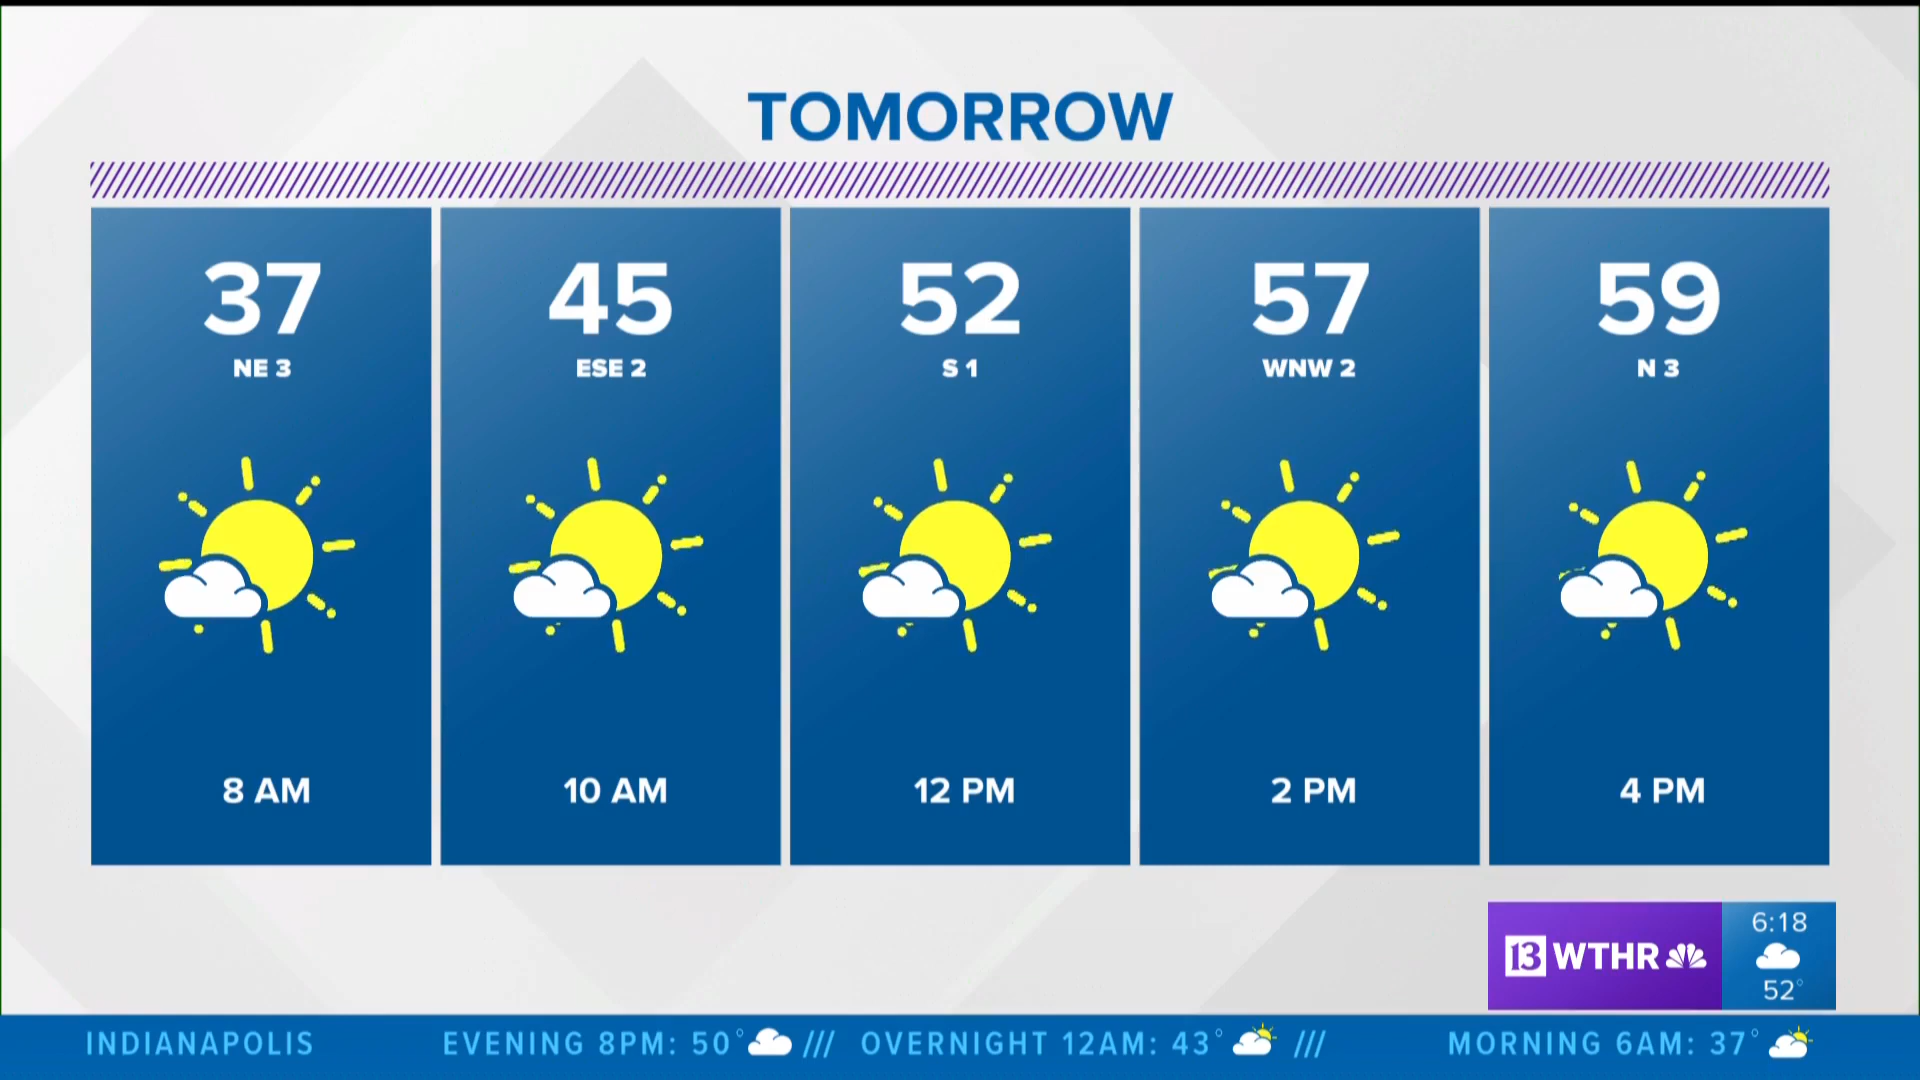 TOMORROW
37 45 52 57 59
NE 3 ESE 2 S 1 WNW 2 N 3
8 AM 10 AM 12 PM 2 PM 4 PM
13 WTHR
6:18
52°
INDIANAPOLIS EVENING 8PM: 50° /// OVERNIGHT 12AM: 43° /// MORNING 6AM: 37°